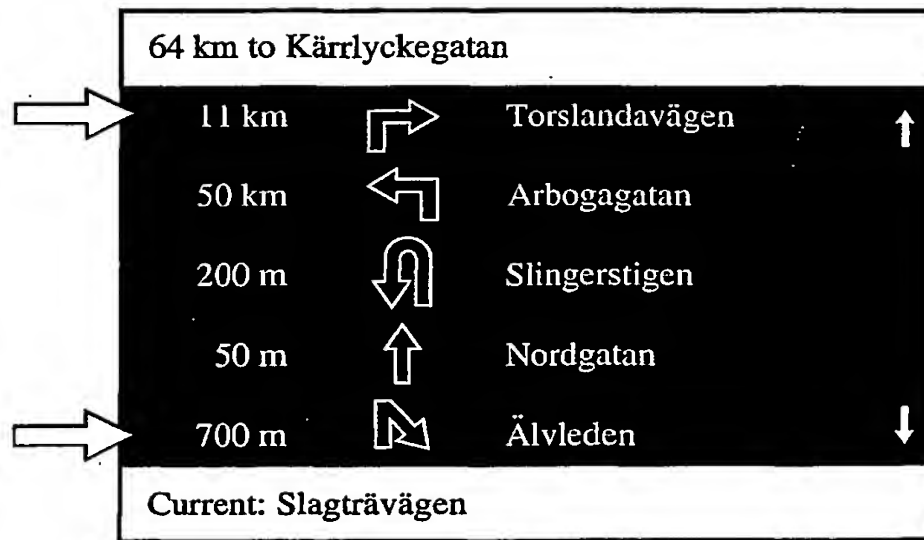 64 km to Kärrlyckegatan
11 km Torslandavägen
50 km Arbogagatan
200 m Slingerstigen
50 m Nordgatan
700 m Älvleden
Current: Slagträvägen